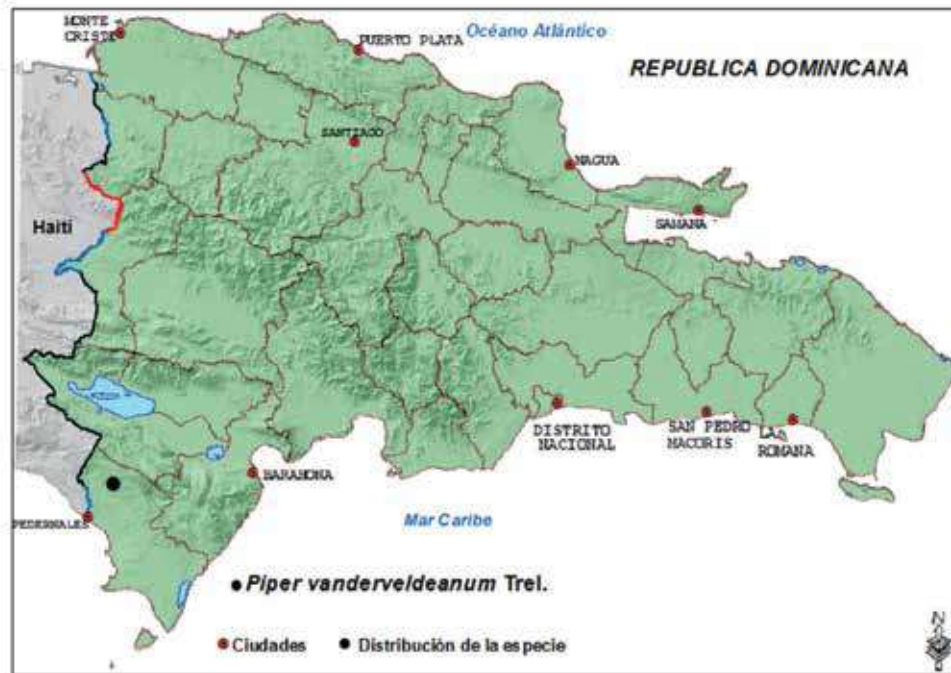 MONTE
CRISTI
PUERTO PLATA
Océano Atlántico
REPUBLICA DOMINICANA
SANTIAGO
NAGUA
SAMANA
Haití
DISTRITO
NACIONAL
SAN PEDRO
MACORIS
LA
ROMANA
BARAHONA
PEDERNALES
Mar Caribe
Piper vanderveldeanum Trel.
Ciudades
Distribución de la especie
N